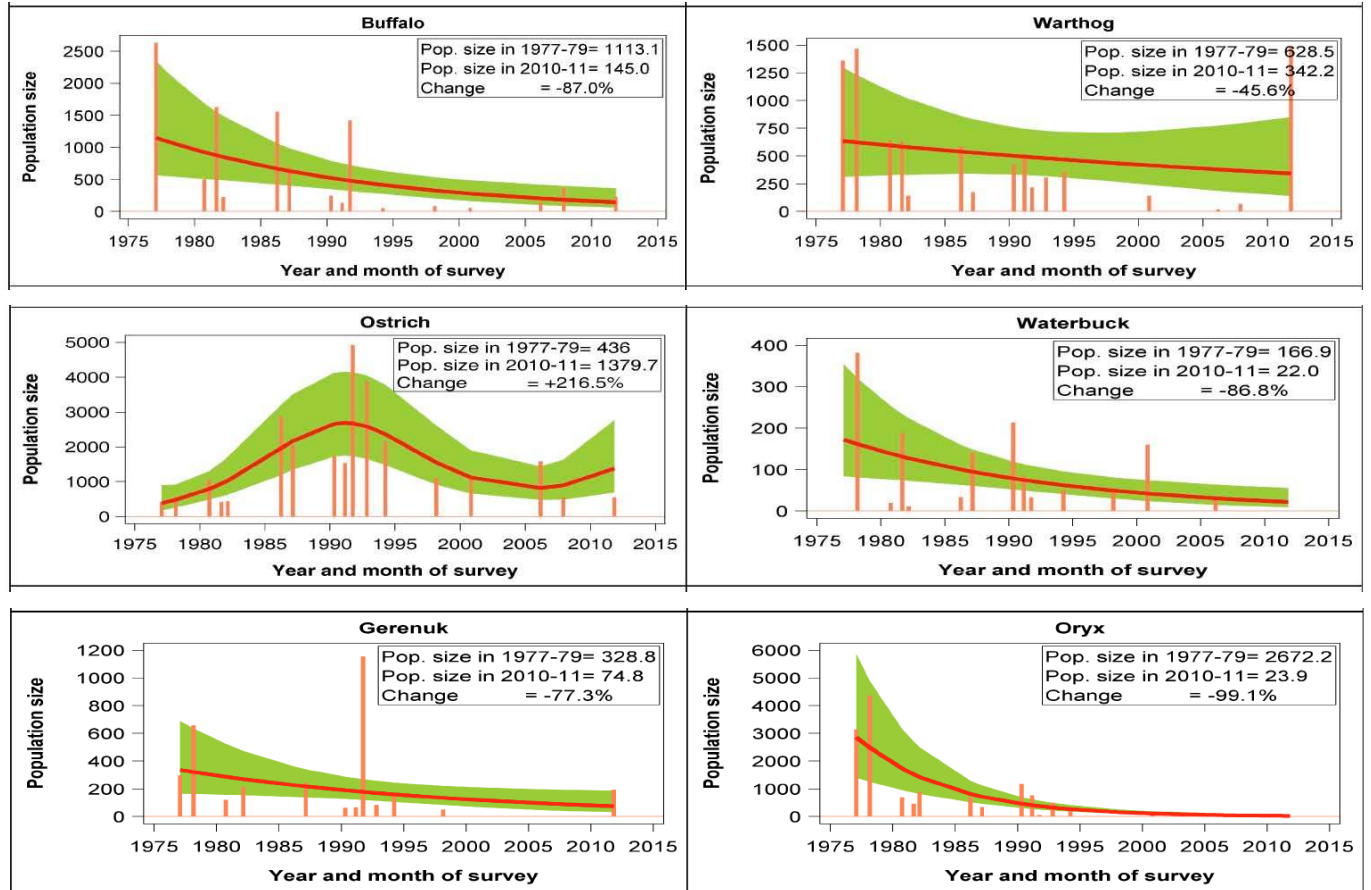 Buffalo
Pop. size in 1977-79= 1113.1
Pop. size in 2010-11= 145.0
Change = -87.0%
Population size
2500
2000
1500
1000
500
0
1975 1980 1985 1990 1995 2000 2005 2010 2015
Year and month of survey
Warthog
Pop. size in 1977-79= 628.5
Pop. size in 2010-11= 342.2
Change = -45.6%
Population size
1500
1250
1000
750
500
250
0
1975 1980 1985 1990 1995 2000 2005 2010 2015
Year and month of survey
Ostrich
Pop. size in 1977-79= 436
Pop. size in 2010-11= 1379.7
Change = +216.5%
Population size
5000
4000
3000
2000
1000
0
1975 1980 1985 1990 1995 2000 2005 2010 2015
Year and month of survey
Waterbuck
Pop. size in 1977-79= 166.9
Pop. size in 2010-11= 22.0
Change = -86.8%
Population size
400
300
200
100
0
1975 1980 1985 1990 1995 2000 2005 2010 2015
Year and month of survey
Gerenuk
Pop. size in 1977-79= 328.8
Pop. size in 2010-11= 74.8
Change = -77.3%
Population size
1200
1000
800
600
400
200
0
1975 1980 1985 1990 1995 2000 2005 2010 2015
Year and month of survey
Oryx
Pop. size in 1977-79= 2672.2
Pop. size in 2010-11= 23.9
Change = -99.1%
Population size
6000
5000
4000
3000
2000
1000
0
1975 1980 1985 1990 1995 2000 2005 2010 2015
Year and month of survey